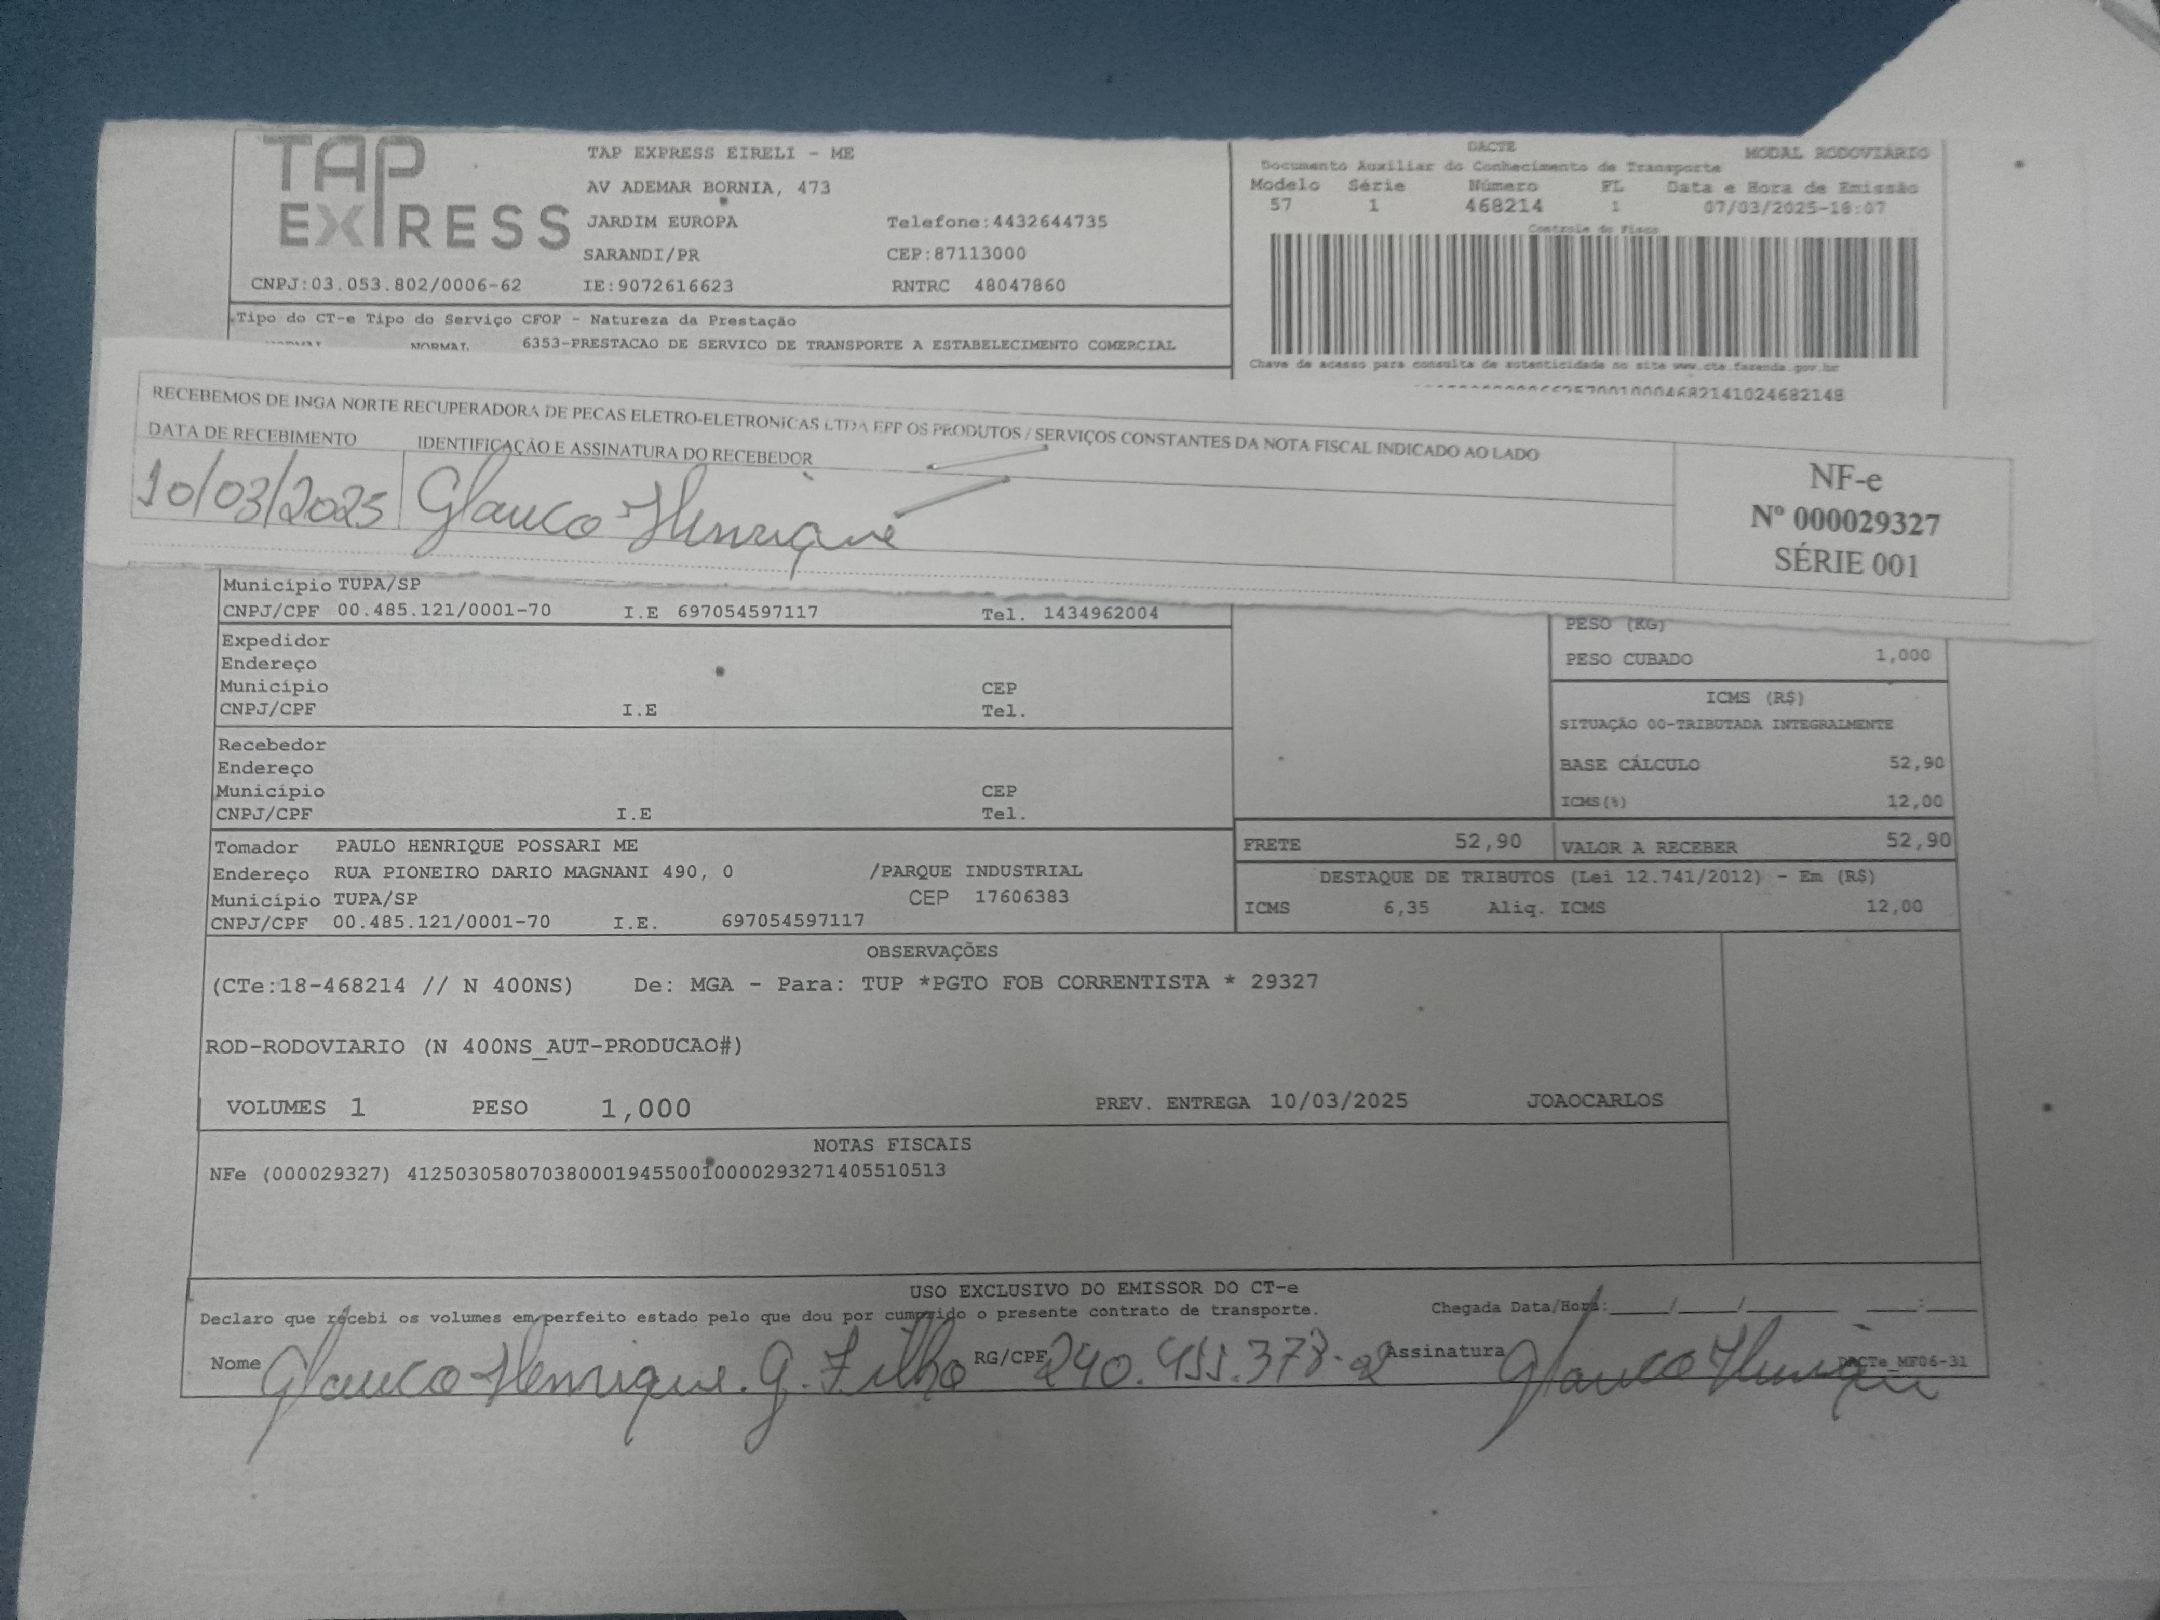 TAP EXPRESS
TAP EXPRESS EIRELI - ME
AV ADEMAR BORNIA, 473
JARDIM EUROPA Telefone:4432644735
SARANDI/PR CEP:87113000
CNPJ:03.053.802/0006-62 IE:9072616623 RNTRC 48047860
DACTE MODAL RODOVIÁRIO
Documento Auxiliar do Conhecimento de Transporte
Modelo Série Número FL Data e Hora de Emissão
57 1 468214 1 07/03/2025-18:07
Controle do Fisco
Tipo do CT-e Tipo do Serviço CFOP - Natureza da Prestação
NORMAL NORMAL 6353-PRESTACAO DE SERVICO DE TRANSPORTE A ESTABELECIMENTO COMERCIAL
Chave de acesso para consulta de autenticidade no site www.cte.fazenda.gov.br
RECEBEMOS DE INGA NORTE RECUPERADORA DE PECAS ELETRO-ELETRONICAS LTDA EPP OS PRODUTOS / SERVIÇOS CONSTANTES DA NOTA FISCAL INDICADO AO LADO
DATA DE RECEBIMENTO IDENTIFICAÇÃO E ASSINATURA DO RECEBEDOR
10/03/2025 Glauco Henrique
NF-e
Nº 000029327
SÉRIE 001
Município TUPA/SP
CNPJ/CPF 00.485.121/0001-70 I.E 697054597117 Tel. 1434962004
Expedidor
Endereço
Município CEP
CNPJ/CPF I.E Tel.
Recebedor
Endereço
Município CEP
CNPJ/CPF I.E Tel.
PESO (KG)
PESO CUBADO 1,000
ICMS (R$)
SITUAÇÃO 00-TRIBUTADA INTEGRALMENTE
BASE CÁLCULO 52,90
ICMS(%) 12,00
Tomador PAULO HENRIQUE POSSARI ME
Endereço RUA PIONEIRO DARIO MAGNANI 490, 0 /PARQUE INDUSTRIAL
Município TUPA/SP CEP 17606383
CNPJ/CPF 00.485.121/0001-70 I.E. 697054597117
FRETE 52,90 VALOR A RECEBER 52,90
DESTAQUE DE TRIBUTOS (Lei 12.741/2012) - Em (R$)
ICMS 6,35 Aliq. ICMS 12,00
OBSERVAÇÕES
(CTe:18-468214 // N 400NS) De: MGA - Para: TUP *PGTO FOB CORRENTISTA * 29327
ROD-RODOVIARIO (N 400NS_AUT-PRODUCAO#)
VOLUMES 1 PESO 1,000 PREV. ENTREGA 10/03/2025 JOAOCARLOS
NOTAS FISCAIS
NFe (000029327) 41250305807038000194550010000293271405510513
USO EXCLUSIVO DO EMISSOR DO CT-e
Declaro que recebi os volumes em perfeito estado pelo que dou por cumprido o presente contrato de transporte. Chegada Data/Hora:____/____/______ ___:___
Nome Glauco Henrique. G. Filho RG/CPF 240.455.378-02 Assinatura Glauco Henrique
DACTe_MF06-31